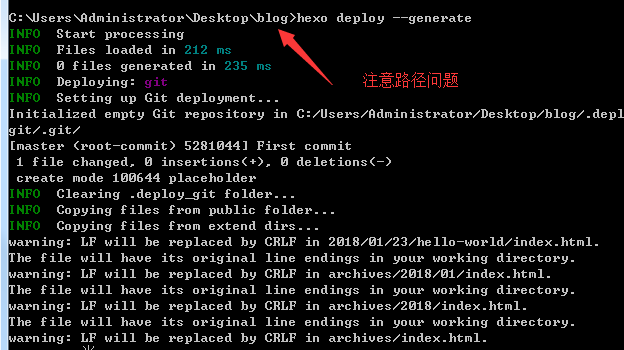 C:\Users\Administrator\Desktop\blog>hexo deploy --generate
INFO  Start processing
INFO  Files loaded in 212 ms
INFO  0 files generated in 235 ms
INFO  Deploying: git
注意路径问题
INFO  Setting up Git deployment...
Initialized empty Git repository in C:/Users/Administrator/Desktop/blog/.depl
git/.git/
[master (root-commit) 5281044] First commit
 1 file changed, 0 insertions(+), 0 deletions(-)
 create mode 100644 placeholder
INFO  Clearing .deploy_git folder...
INFO  Copying files from public folder...
INFO  Copying files from extend dirs...
warning: LF will be replaced by CRLF in 2018/01/23/hello-world/index.html.
The file will have its original line endings in your working directory.
warning: LF will be replaced by CRLF in archives/2018/01/index.html.
The file will have its original line endings in your working directory.
warning: LF will be replaced by CRLF in archives/2018/index.html.
The file will have its original line endings in your working directory.
warning: LF will be replaced by CRLF in archives/index.html.